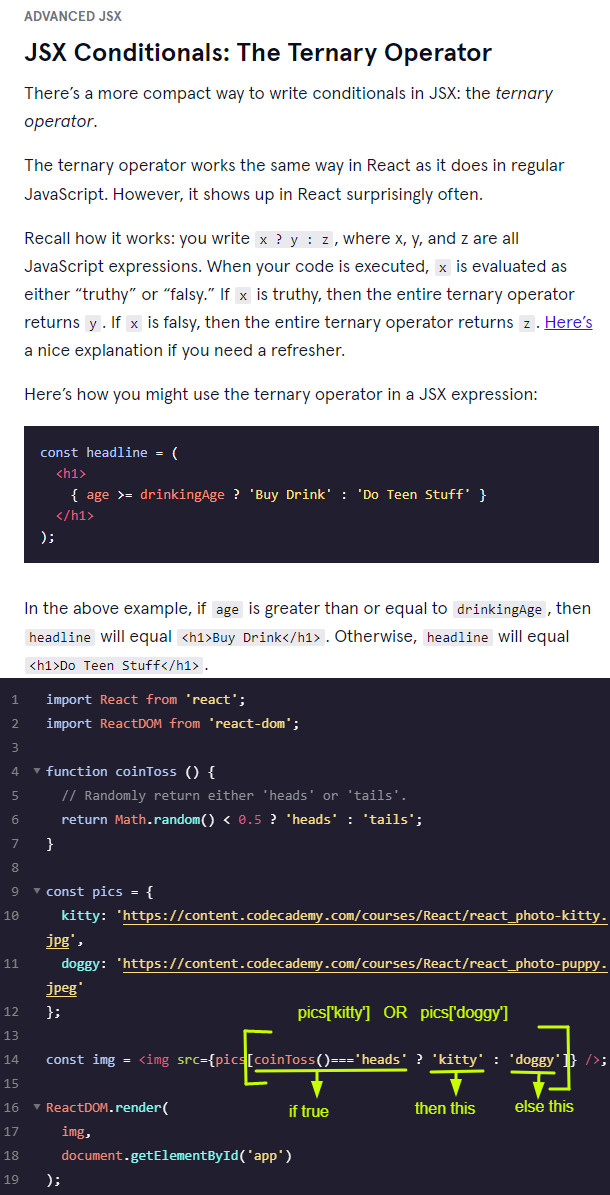 ADVANCED JSX
JSX Conditionals: The Ternary Operator
There’s a more compact way to write conditionals in JSX: the ternary
operator.
The ternary operator works the same way in React as it does in regular
JavaScript. However, it shows up in React surprisingly often.
Recall how it works: you write x ? y : z , where x, y, and z are all
JavaScript expressions. When your code is executed, x is evaluated as
either “truthy” or “falsy.” If x is truthy, then the entire ternary operator
returns y . If x is falsy, then the entire ternary operator returns z . Here’s
a nice explanation if you need a refresher.
Here’s how you might use the ternary operator in a JSX expression:
const headline = (
<h1>
{ age >= drinkingAge ? 'Buy Drink' : 'Do Teen Stuff' }
</h1>
);
In the above example, if age is greater than or equal to drinkingAge , then
headline will equal <h1>Buy Drink</h1> . Otherwise, headline will equal
<h1>Do Teen Stuff</h1> .
1 import React from 'react';
2 import ReactDOM from 'react-dom';
3
4 function coinToss () {
5 // Randomly return either 'heads' or 'tails'.
6 return Math.random() < 0.5 ? 'heads' : 'tails';
7 }
8
9 const pics = {
10 kitty: 'https://content.codecademy.com/courses/React/react_photo-kitty.
jpg',
11 doggy: 'https://content.codecademy.com/courses/React/react_photo-puppy.
jpeg'
12 };
pics['kitty'] OR pics['doggy']
13
14 const img = <img src={pics[coinToss()==='heads' ? 'kitty' : 'doggy']} />;
15
if true then this else this
16 ReactDOM.render(
17 img,
18 document.getElementById('app')
19 );